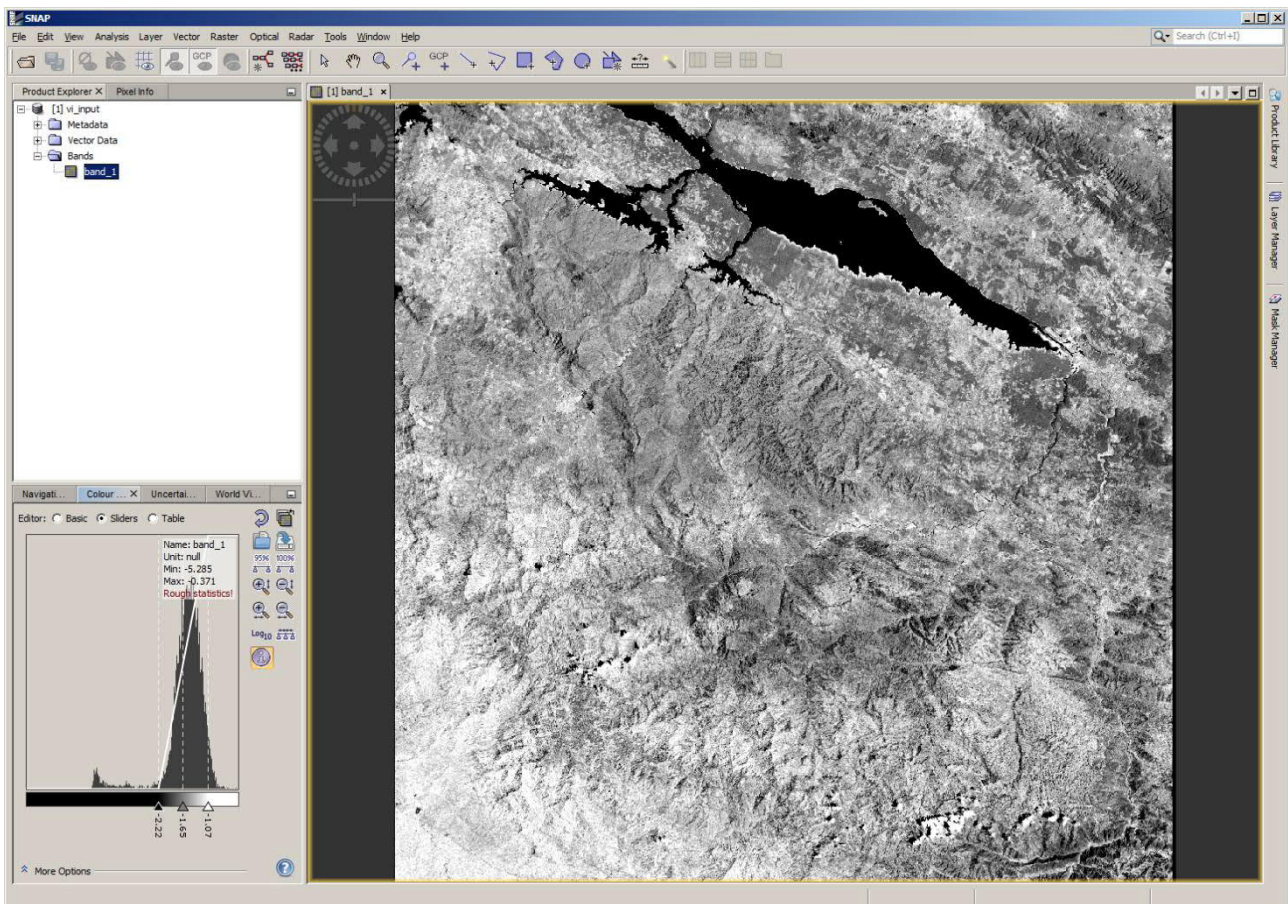 SNAP
File Edit View Analysis Layer Vector Raster Optical Radar Tools Window Help
Search (Ctrl+I)
GCP
GCP
Product Explorer X Pixel Info
[1] vi_input
Metadata
Vector Data
Bands
band_1
[1] band_1 x
Product Library
Layer Manager
Mask Manager
Navigati... Colour ... X Uncertai... World Vi...
Editor: Basic Sliders Table
Name: band_1
Unit: null
Min: -5.285
Max: -0.371
Rough statistics!
95% 100%
Log10
-2.22 -1.65 -1.07
More Options